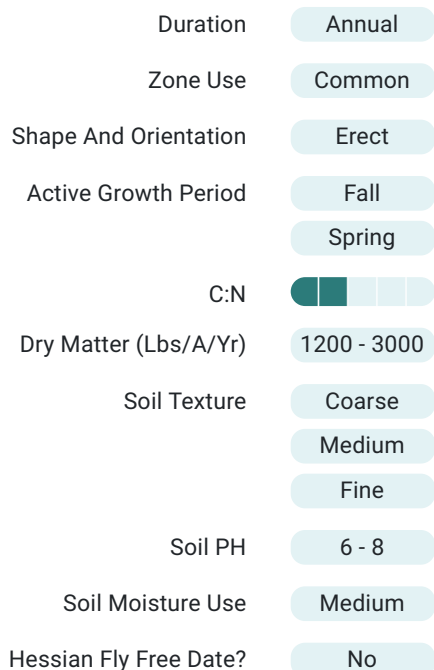 Duration Annual
Zone Use Common
Shape And Orientation Erect
Active Growth Period Fall
Spring
C:N
Dry Matter (Lbs/A/Yr) 1200 - 3000
Soil Texture Coarse
Medium
Fine
Soil PH 6 - 8
Soil Moisture Use Medium
Hessian Fly Free Date? No